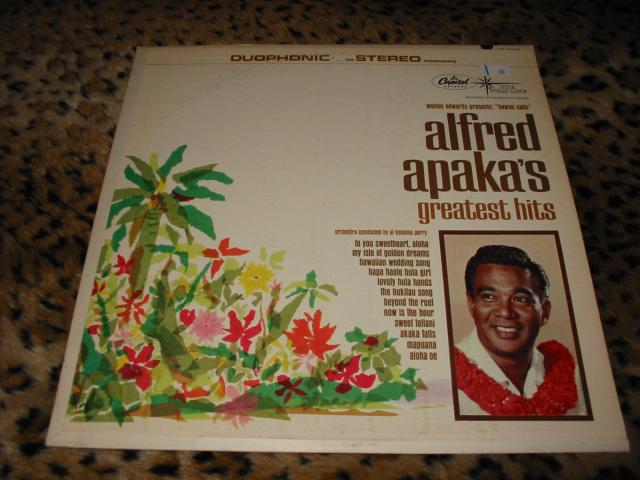 DUOPHONIC - for STEREO
Capitol
RECORDS
webley edwards presents: "hawaii calls"
alfred
apaka's
greatest hits
orchestra conducted by al kealoha perry
to you sweetheart, aloha
my isle of golden dreams
hawaiian wedding song
hapa haole hula girl
lovely hula hands
the hukilau song
beyond the reef
now is the hour
sweet leilani
akaka falls
mapuana
aloha oe